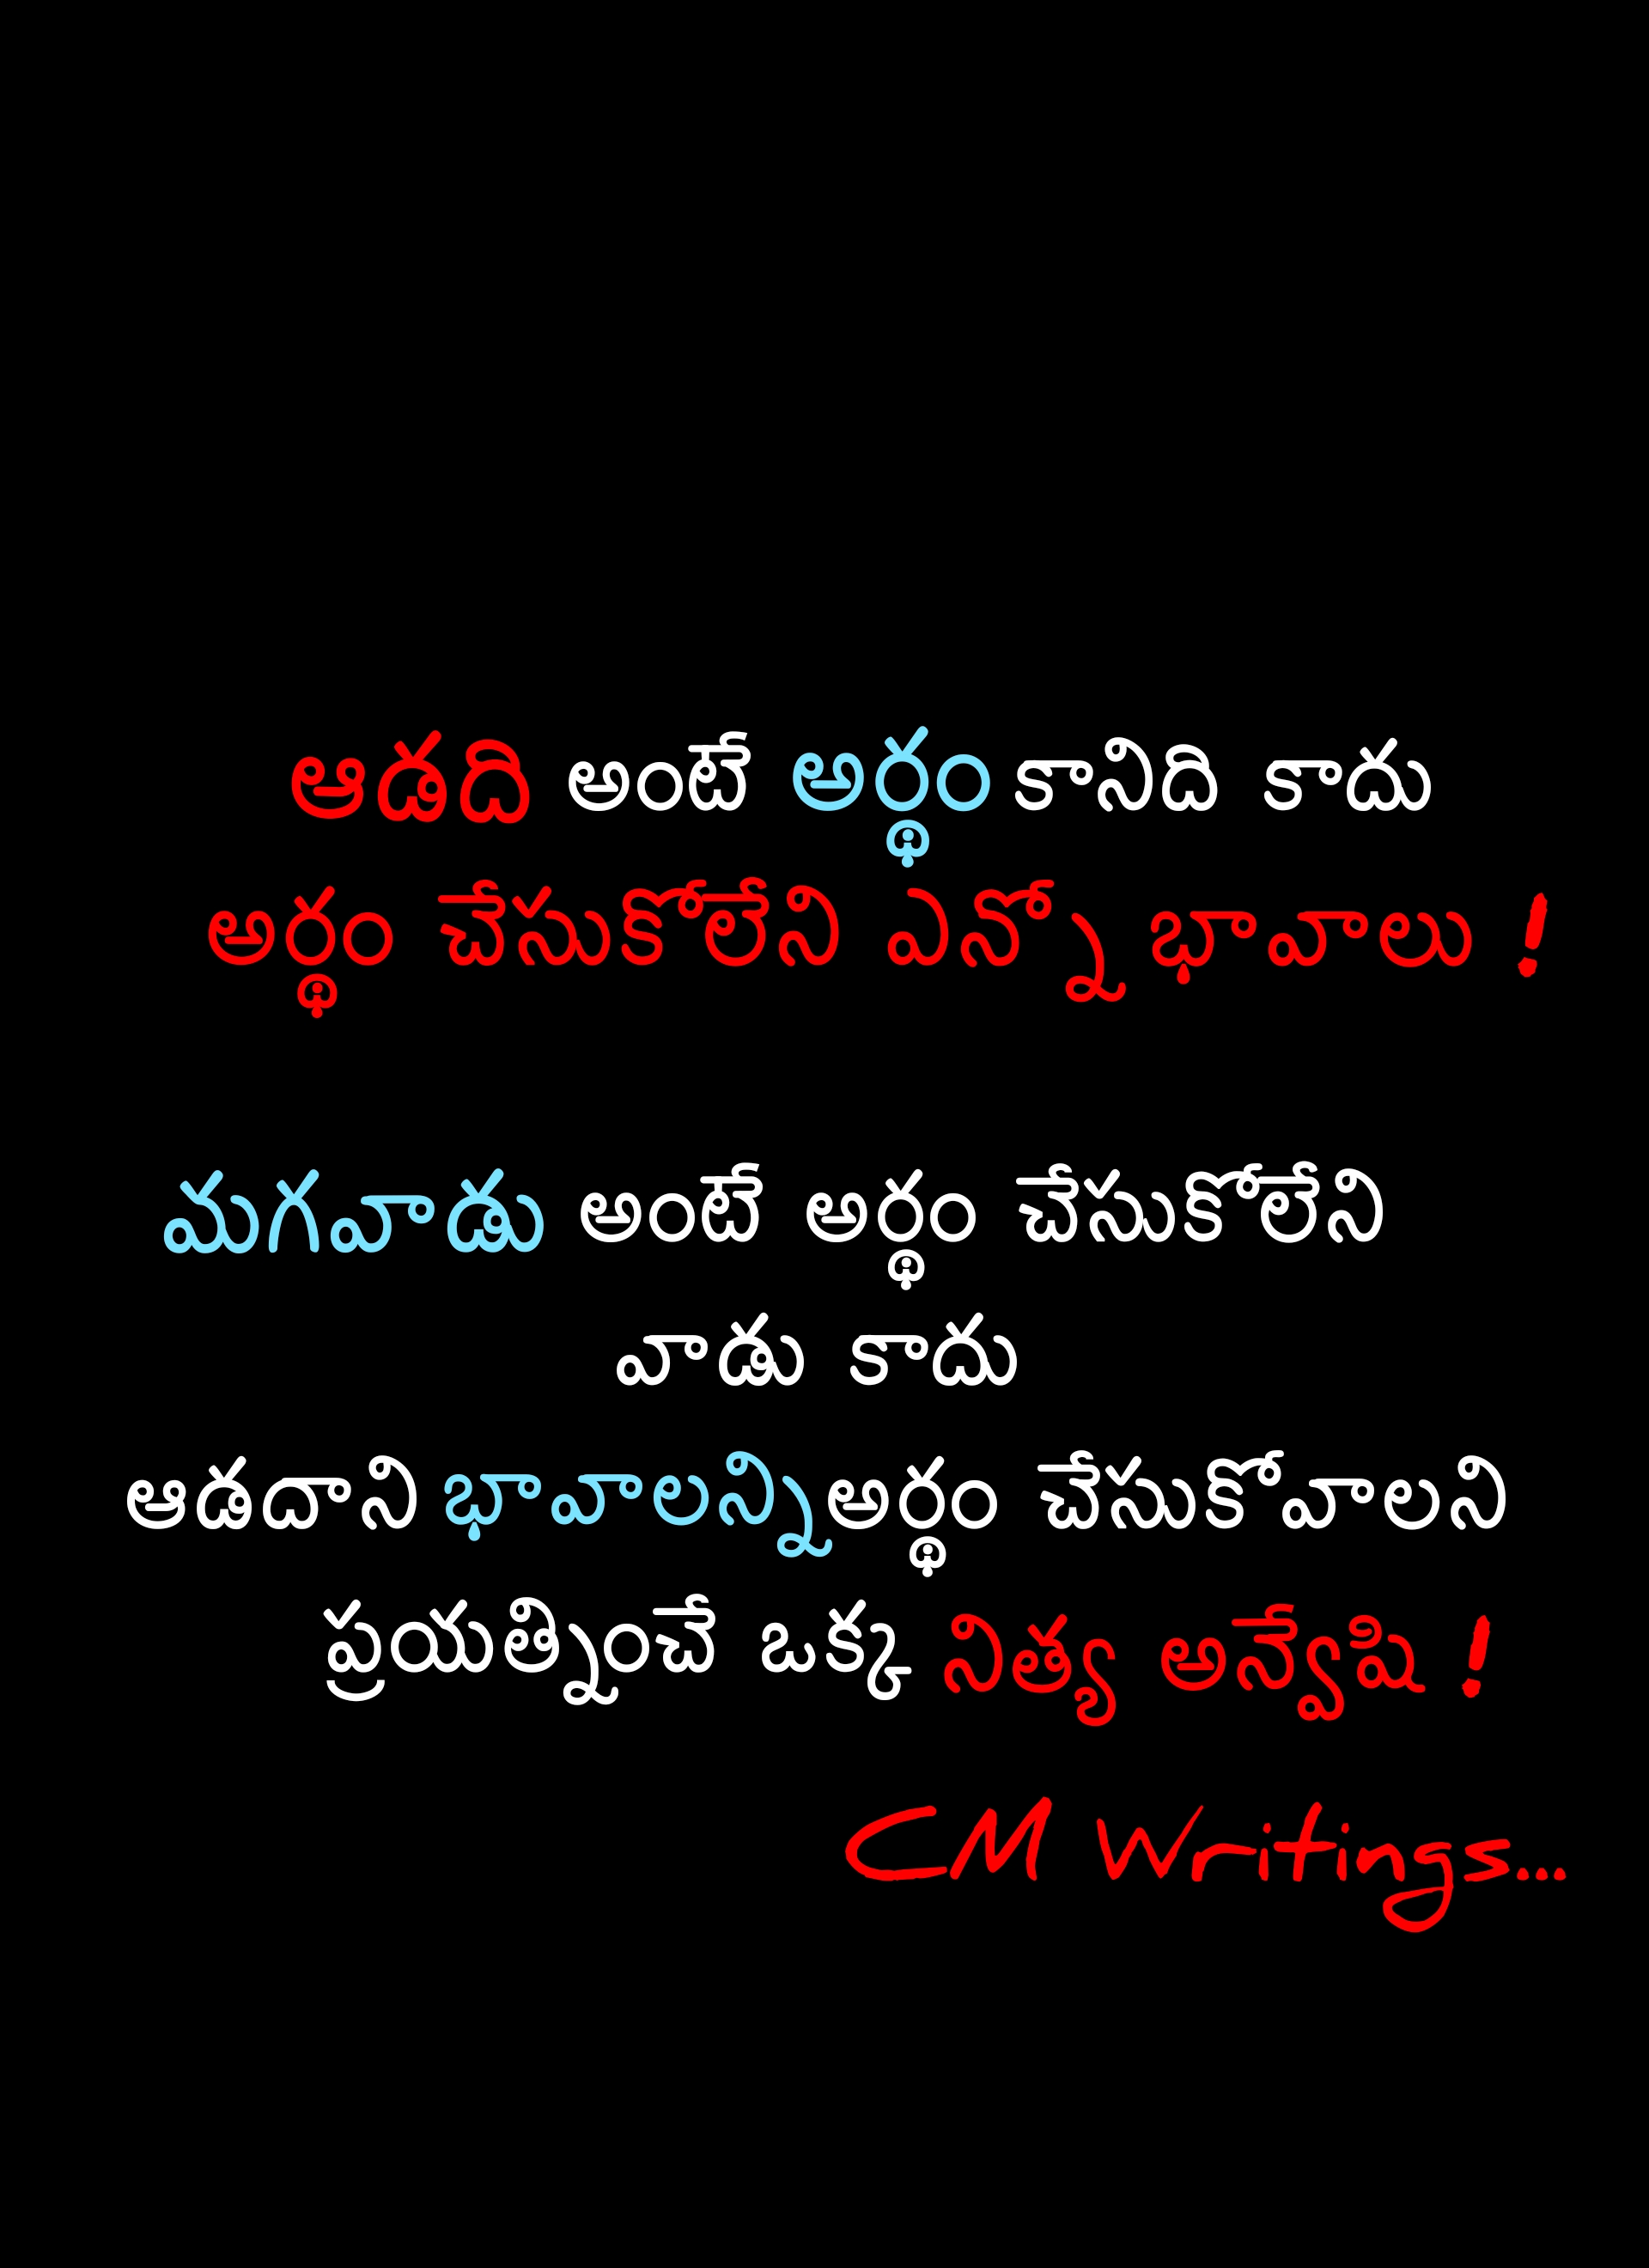 ఆడది అంటే అర్థం కానిది కాదు
అర్థం చేసుకోలేని ఎన్నో భావాలు !
మగవాడు అంటే అర్థం చేసుకోలేని
వాడు కాదు
ఆడదాని భావాలన్ని అర్థం చేసుకోవాలని
ప్రయత్నించే ఒక్క నిత్య అన్వేషి !
CM Writings...